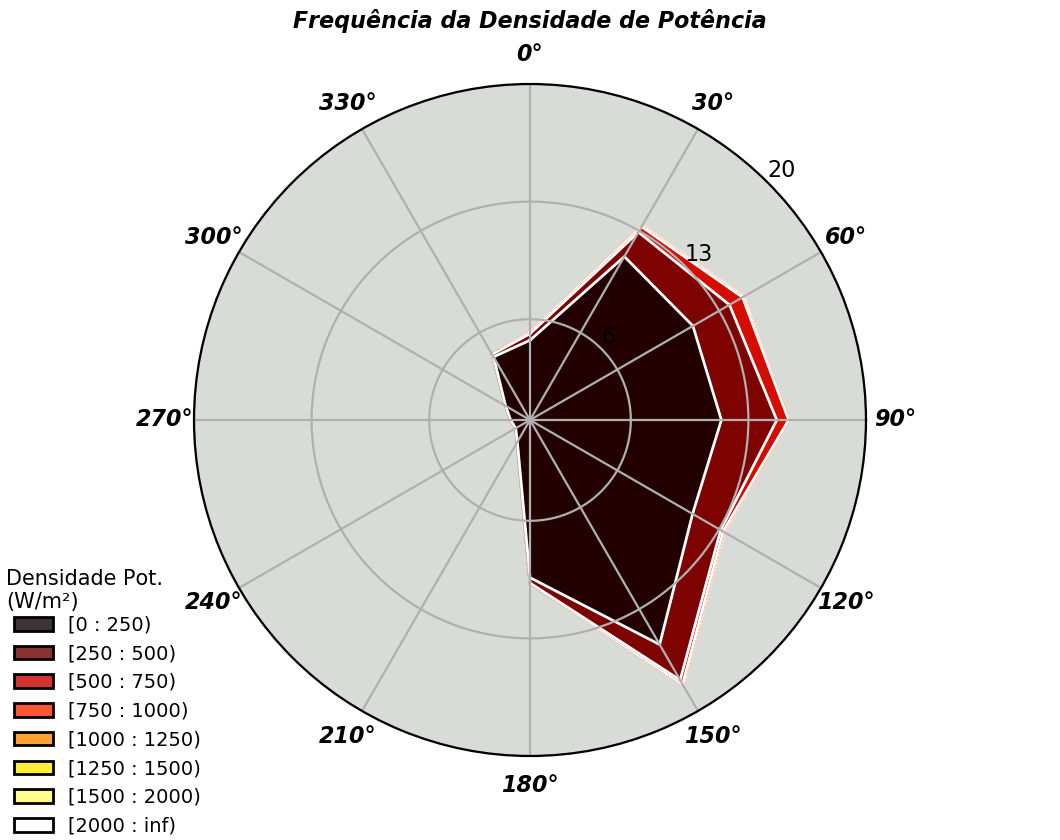 Frequência da Densidade de Potência
0°
330°
30°
20
300°
60°
13
6
270°
90°
Densidade Pot.
(W/m²)
240°
120°
[0 : 250)
[250 : 500)
[500 : 750)
[750 : 1000)
[1000 : 1250)
[1250 : 1500)
[1500 : 2000)
[2000 : inf)
210°
150°
180°